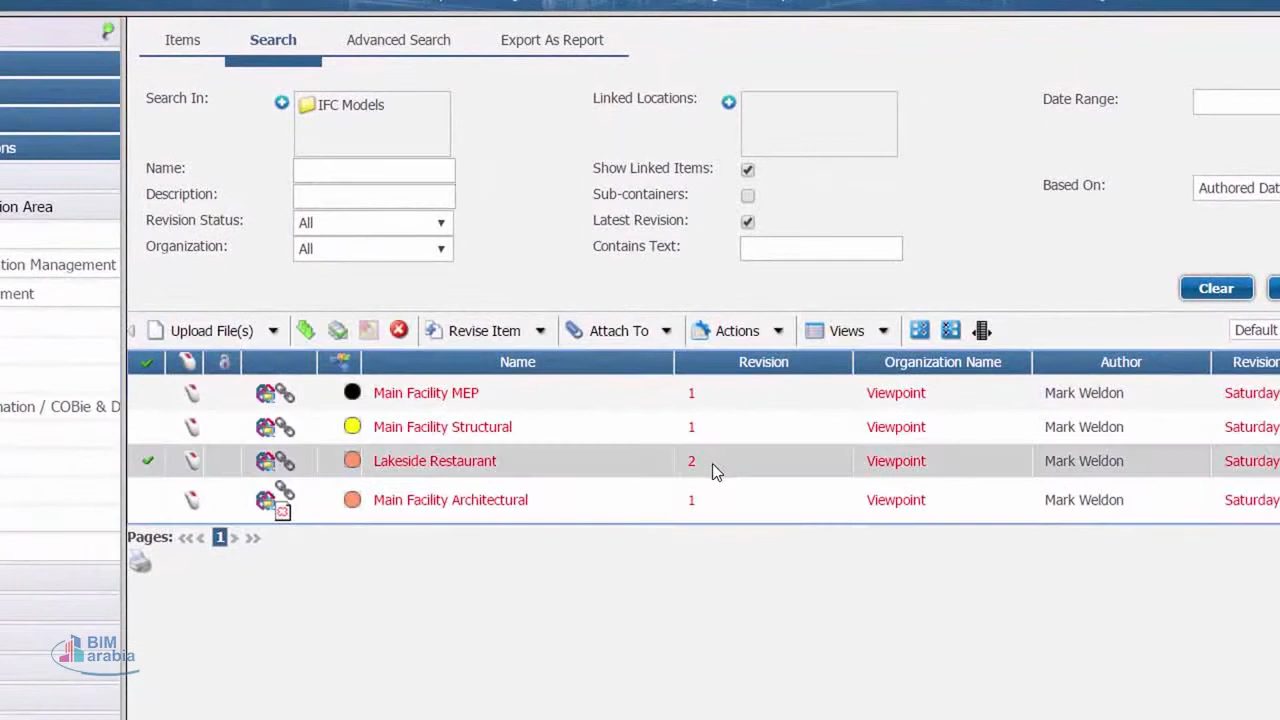 Items Search Advanced Search Export As Report
Search In: IFC Models Linked Locations: Date Range:
Name: Show Linked Items:
Description: Sub-containers: Based On: Authored Dat
Revision Status: All Latest Revision:
Organization: All Contains Text:
Clear
ons
ion Area
tion Management
ment
nation / COBie & D
Upload File(s) Revise Item Attach To Actions Views Default
Name Revision Organization Name Author Revision
Main Facility MEP 1 Viewpoint Mark Weldon Saturday
Main Facility Structural 1 Viewpoint Mark Weldon Saturday
Lakeside Restaurant 2 Viewpoint Mark Weldon Saturday
Main Facility Architectural 1 Viewpoint Mark Weldon Saturday
Pages: 1
BIM
arabia